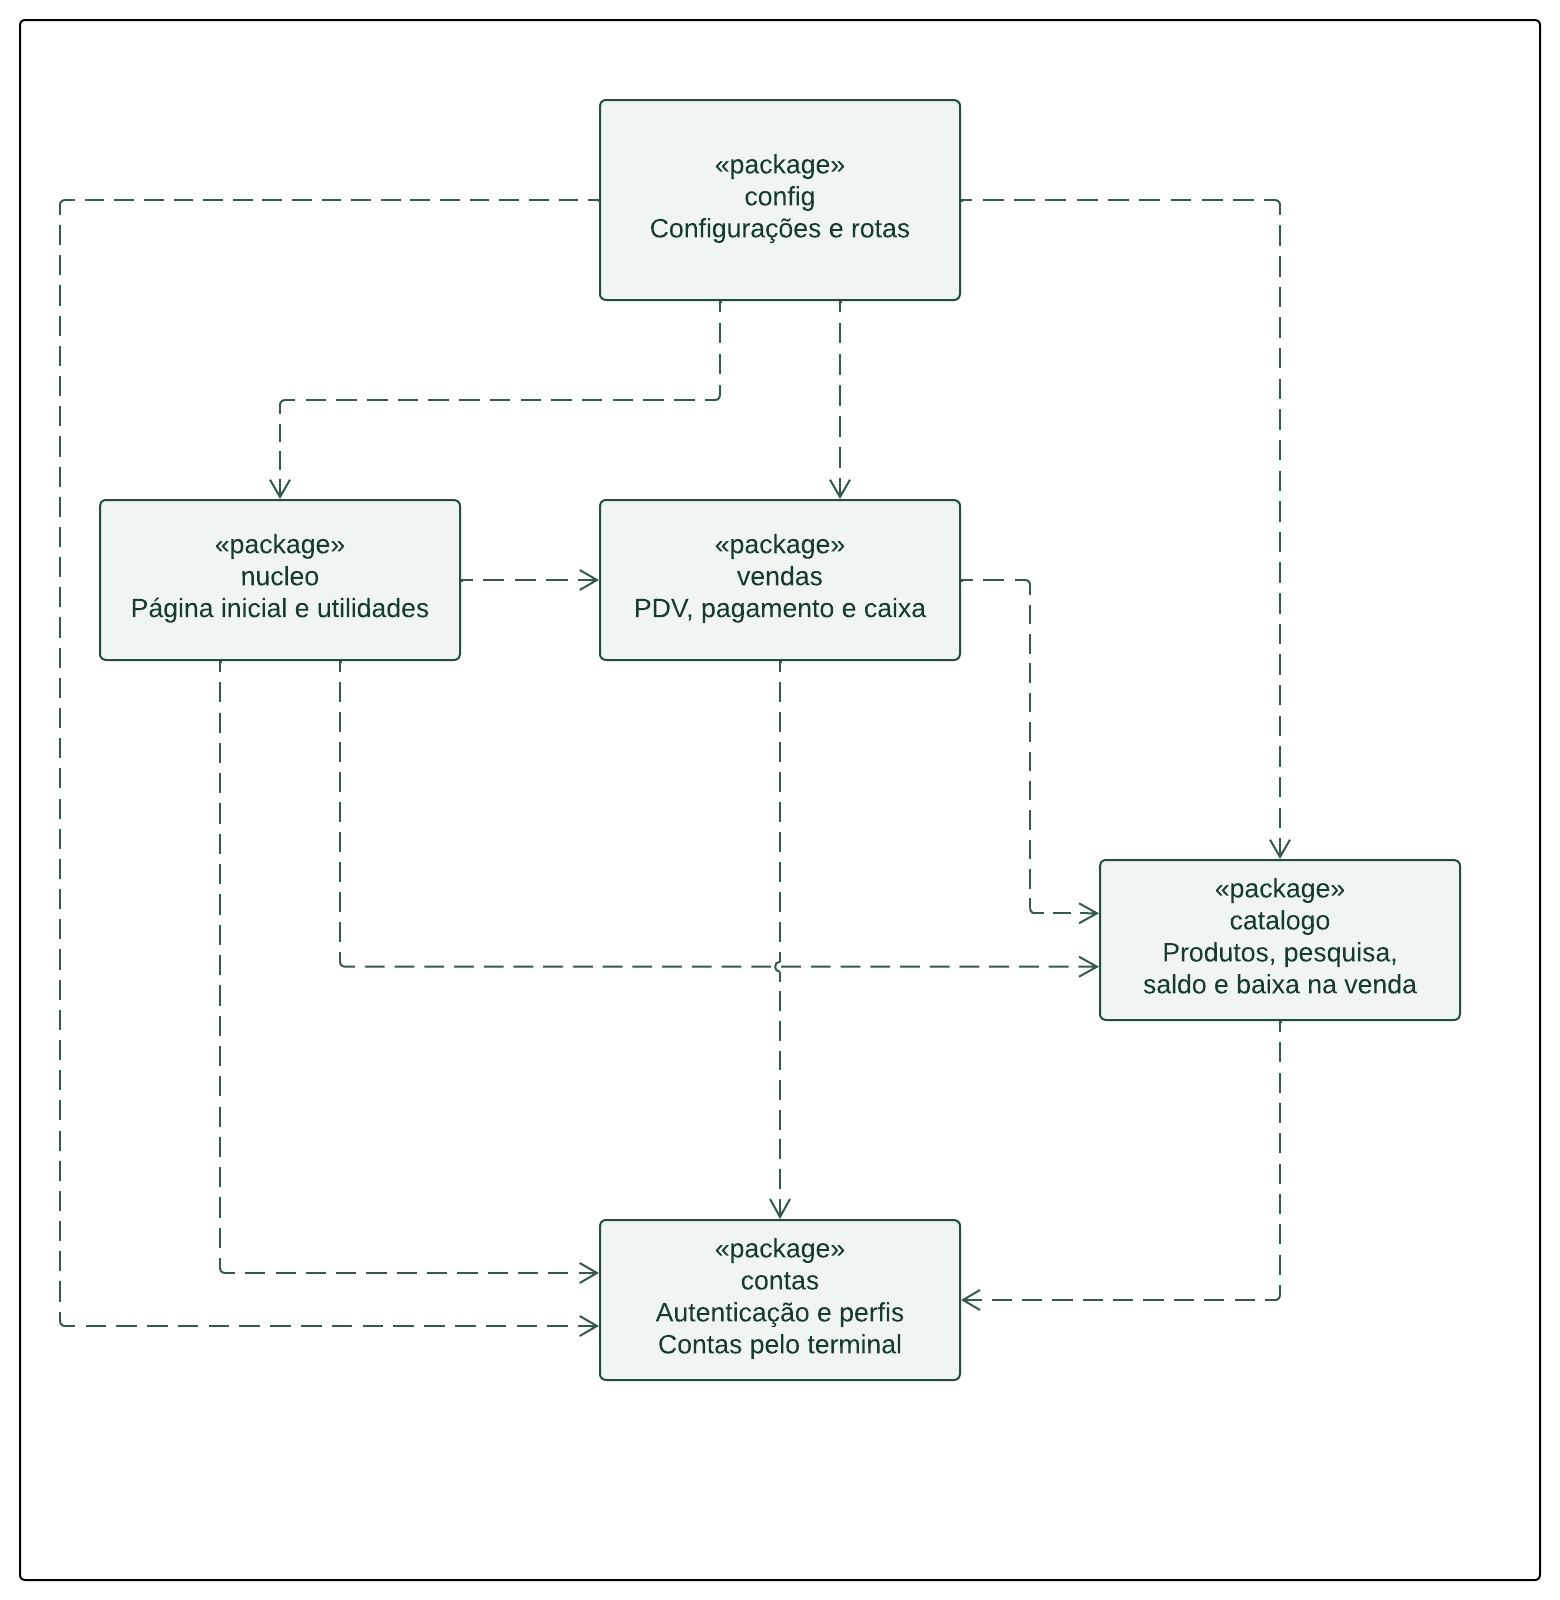 «package»
config
Configurações e rotas
«package»
nucleo
Página inicial e utilidades
«package»
vendas
PDV, pagamento e caixa
«package»
catalogo
Produtos, pesquisa,
saldo e baixa na venda
«package»
contas
Autenticação e perfis
Contas pelo terminal